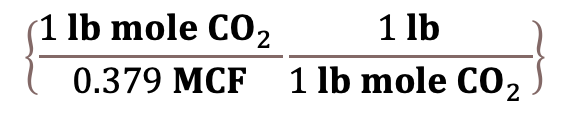 { 1 lb mole CO₂ / 0.379 MCF 1 lb / 1 lb mole CO₂ }